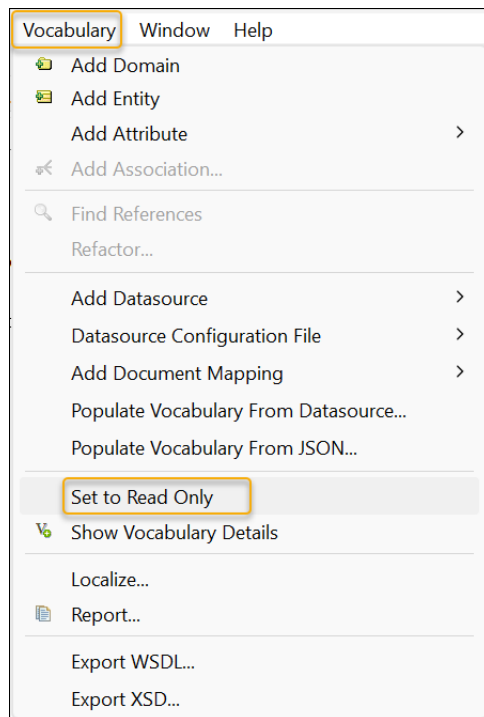 Vocabulary Window Help
Add Domain
Add Entity
Add Attribute
Add Association...
Find References
Refactor...
Add Datasource
Datasource Configuration File
Add Document Mapping
Populate Vocabulary From Datasource...
Populate Vocabulary From JSON...
Set to Read Only
Show Vocabulary Details
Localize...
Report...
Export WSDL...
Export XSD...